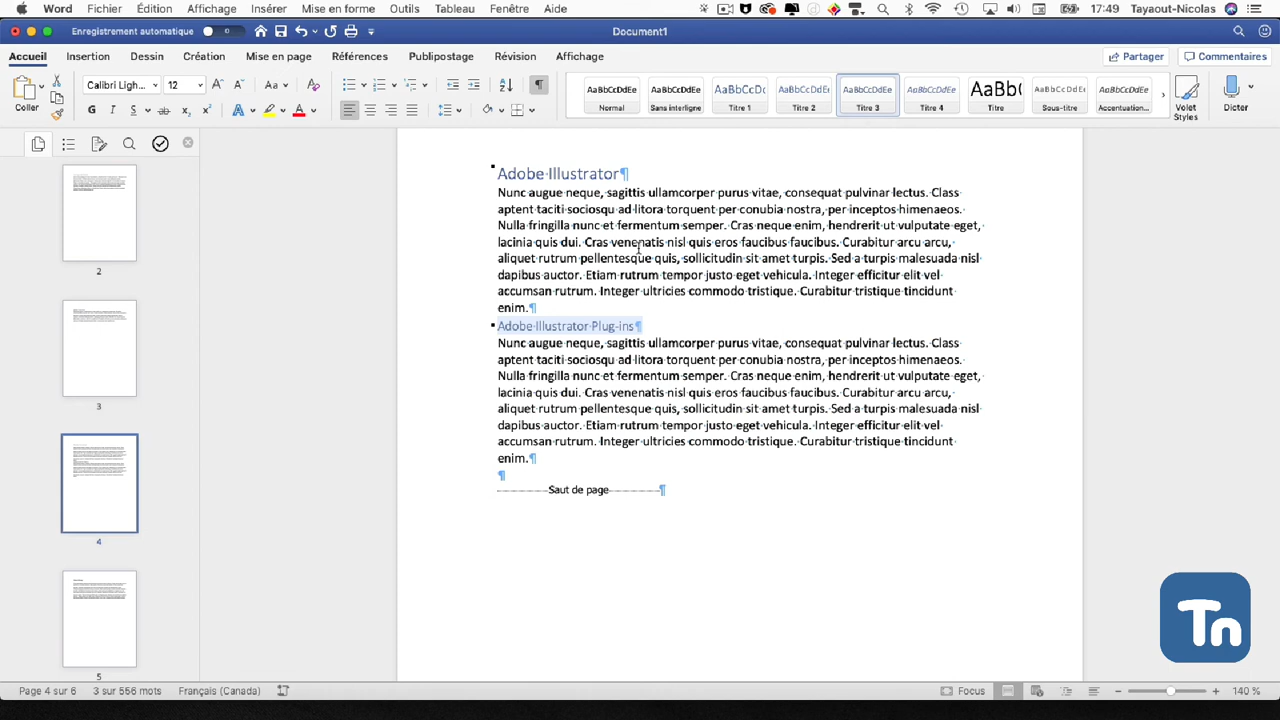 Word Fichier Édition Affichage Insérer Mise en forme Outils Tableau Fenêtre Aide 17:49 Tayaout-Nicolas
Enregistrement automatique Document1
Accueil Insertion Dessin Création Mise en page Références Publipostage Révision Affichage Partager Commentaires
Coller
Calibri Ligh... 12
Aa
G I S
AaBbCcDdEe AaBbCcDdEe AaBbCcDc AaBbCcDdEe AaBbCcDdEe AaBbCcDdEe AaBb( AaBbCcDdEe AaBbCcDdEe
Normal Sans interligne Titre 1 Titre 2 Titre 3 Titre 4 Titre Sous-titre Accentuation...
Volet Styles
Dicter
2
3
4
5
Adobe·Illustrator¶
Nunc·augue·neque,·sagittis·ullamcorper·purus·vitae,·consequat·pulvinar·lectus.·Class·
aptent·taciti·sociosqu·ad·litora·torquent·per·conubia·nostra,·per·inceptos·himenaeos.·
Nulla·fringilla·nunc·et·fermentum·semper.·Cras·neque·enim,·hendrerit·ut·vulputate·eget,·
lacinia·quis·dui.·Cras·venenatis·nisl·quis·eros·faucibus·faucibus.·Curabitur·arcu·arcu,·
aliquet·rutrum·pellentesque·quis,·sollicitudin·sit·amet·turpis.·Sed·a·turpis·malesuada·nisl·
dapibus·auctor.·Etiam·rutrum·tempor·justo·eget·vehicula.·Integer·efficitur·elit·vel·
accumsan·rutrum.·Integer·ultricies·commodo·tristique.·Curabitur·tristique·tincidunt·
enim.¶
Adobe·Illustrator·Plug-ins¶
Nunc·augue·neque,·sagittis·ullamcorper·purus·vitae,·consequat·pulvinar·lectus.·Class·
aptent·taciti·sociosqu·ad·litora·torquent·per·conubia·nostra,·per·inceptos·himenaeos.·
Nulla·fringilla·nunc·et·fermentum·semper.·Cras·neque·enim,·hendrerit·ut·vulputate·eget,·
lacinia·quis·dui.·Cras·venenatis·nisl·quis·eros·faucibus·faucibus.·Curabitur·arcu·arcu,·
aliquet·rutrum·pellentesque·quis,·sollicitudin·sit·amet·turpis.·Sed·a·turpis·malesuada·nisl·
dapibus·auctor.·Etiam·rutrum·tempor·justo·eget·vehicula.·Integer·efficitur·elit·vel·
accumsan·rutrum.·Integer·ultricies·commodo·tristique.·Curabitur·tristique·tincidunt·
enim.¶
¶
Saut de page ¶
Tn
Page 4 sur 6 3 sur 556 mots Français (Canada) Focus 140 %